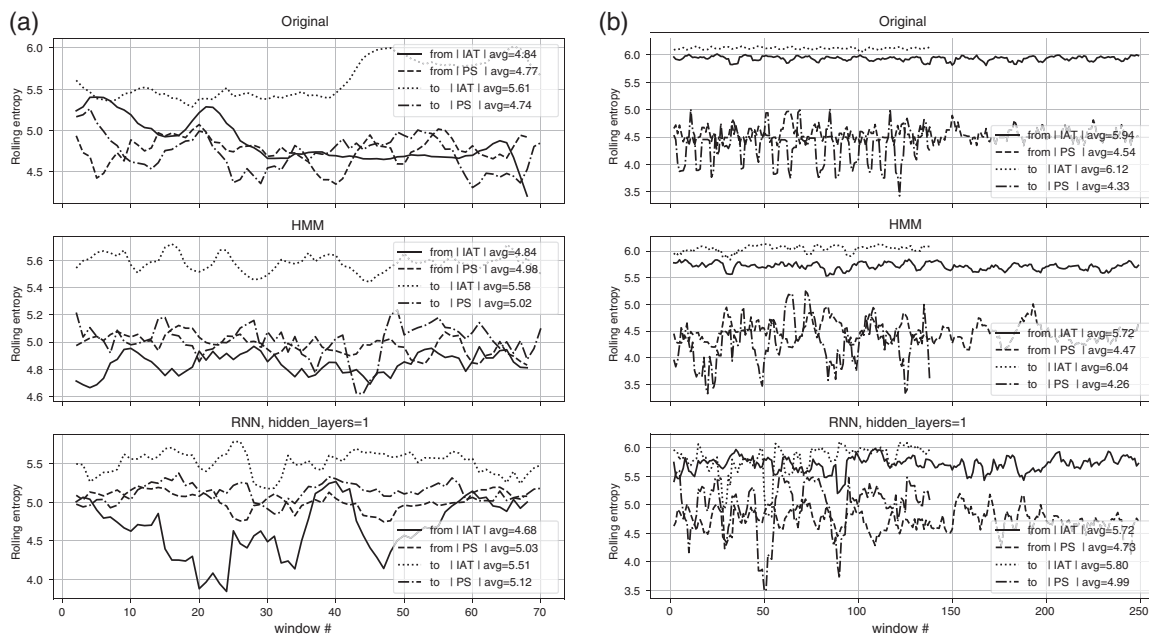 (a)
Original
Rolling entropy
6.0
5.5
5.0
4.5
from | IAT | avg=4.84
from | PS | avg=4.77
to | IAT | avg=5.61
to | PS | avg=4.74
HMM
Rolling entropy
5.6
5.4
5.2
5.0
4.8
4.6
from | IAT | avg=4.84
from | PS | avg=4.98
to | IAT | avg=5.58
to | PS | avg=5.02
RNN, hidden_layers=1
Rolling entropy
5.5
5.0
4.5
4.0
from | IAT | avg=4.68
from | PS | avg=5.03
to | IAT | avg=5.51
to | PS | avg=5.12
0 10 20 30 40 50 60 70
window #
(b)
Original
Rolling entropy
6.0
5.5
5.0
4.5
4.0
3.5
from | IAT | avg=5.94
from | PS | avg=4.54
to | IAT | avg=6.12
to | PS | avg=4.33
HMM
Rolling entropy
6.0
5.5
5.0
4.5
4.0
3.5
from | IAT | avg=5.72
from | PS | avg=4.47
to | IAT | avg=6.04
to | PS | avg=4.26
RNN, hidden_layers=1
Rolling entropy
6.0
5.5
5.0
4.5
4.0
3.5
from | IAT | avg=5.72
from | PS | avg=4.73
to | IAT | avg=5.80
to | PS | avg=4.99
0 50 100 150 200 250
window #